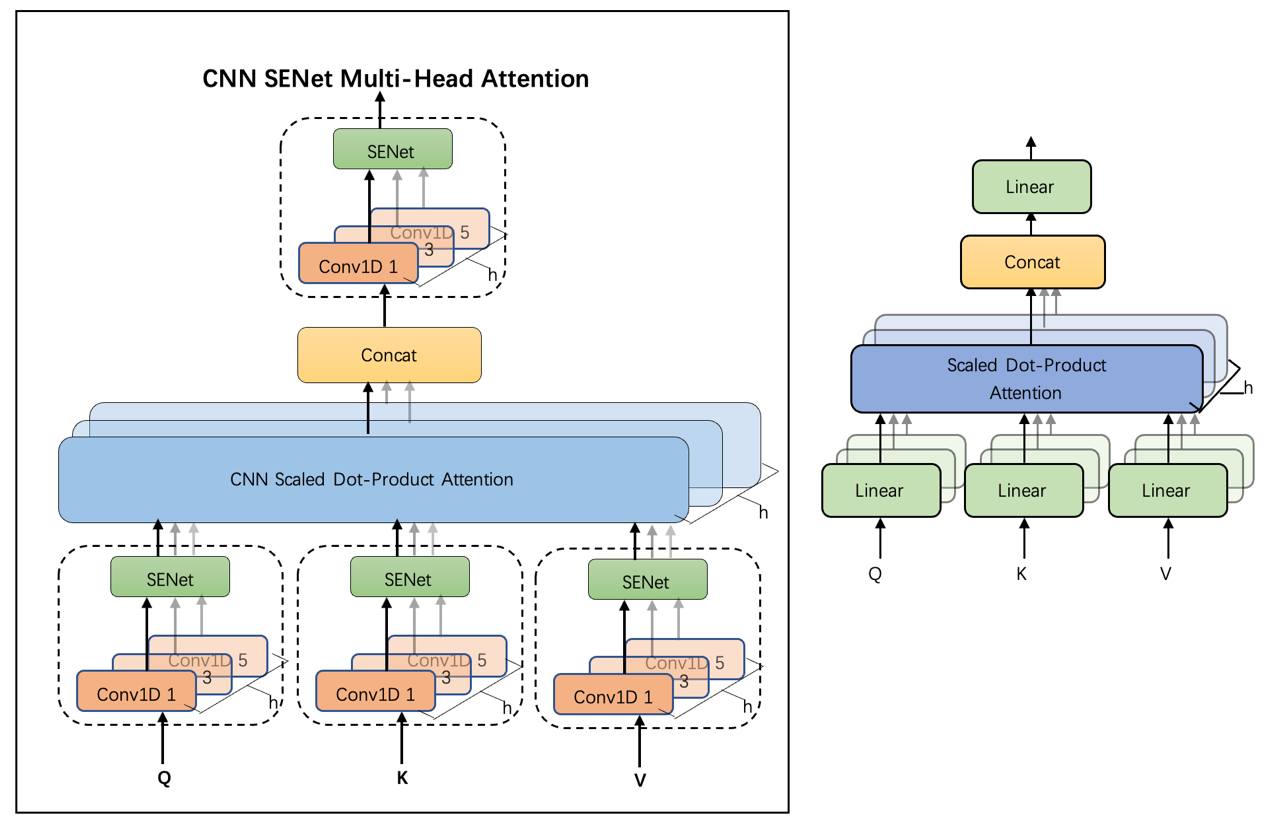 CNN SENet Multi-Head Attention
SENet
Conv1D 5
3
Conv1D 1
h
Concat
CNN Scaled Dot-Product Attention
h
SENet
Conv1D 5
3
Conv1D 1
h
Q
SENet
Conv1D 5
3
Conv1D 1
h
K
SENet
Conv1D 5
3
Conv1D 1
h
V
Linear
Concat
Scaled Dot-Product
Attention
h
Linear
Linear
Linear
Q
K
V